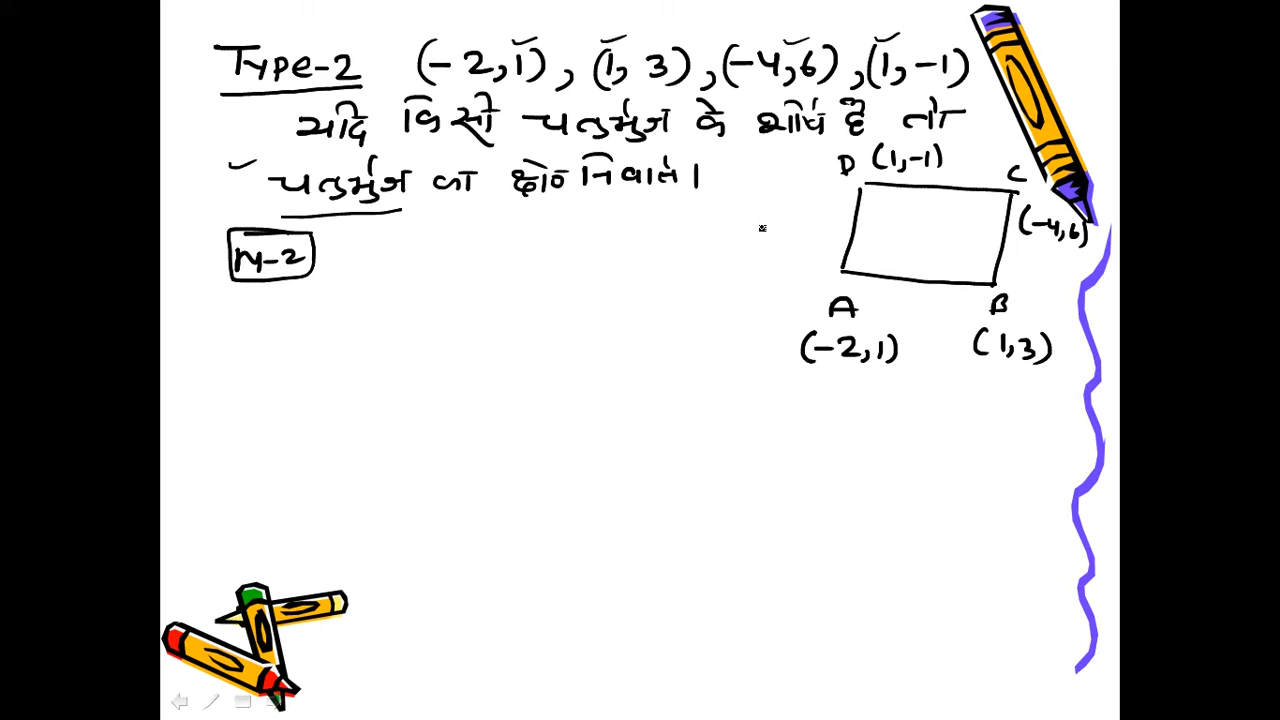 Type-2 (-2,1), (1,3), (-4,6), (1,-1)
यदि किसी चतुर्भुज के शीर्ष है तो
चतुर्भुज का क्षेत्र निकाले।
D (1,-1) C
(-4,6)
M-2
A B
(-2,1) (1,3)